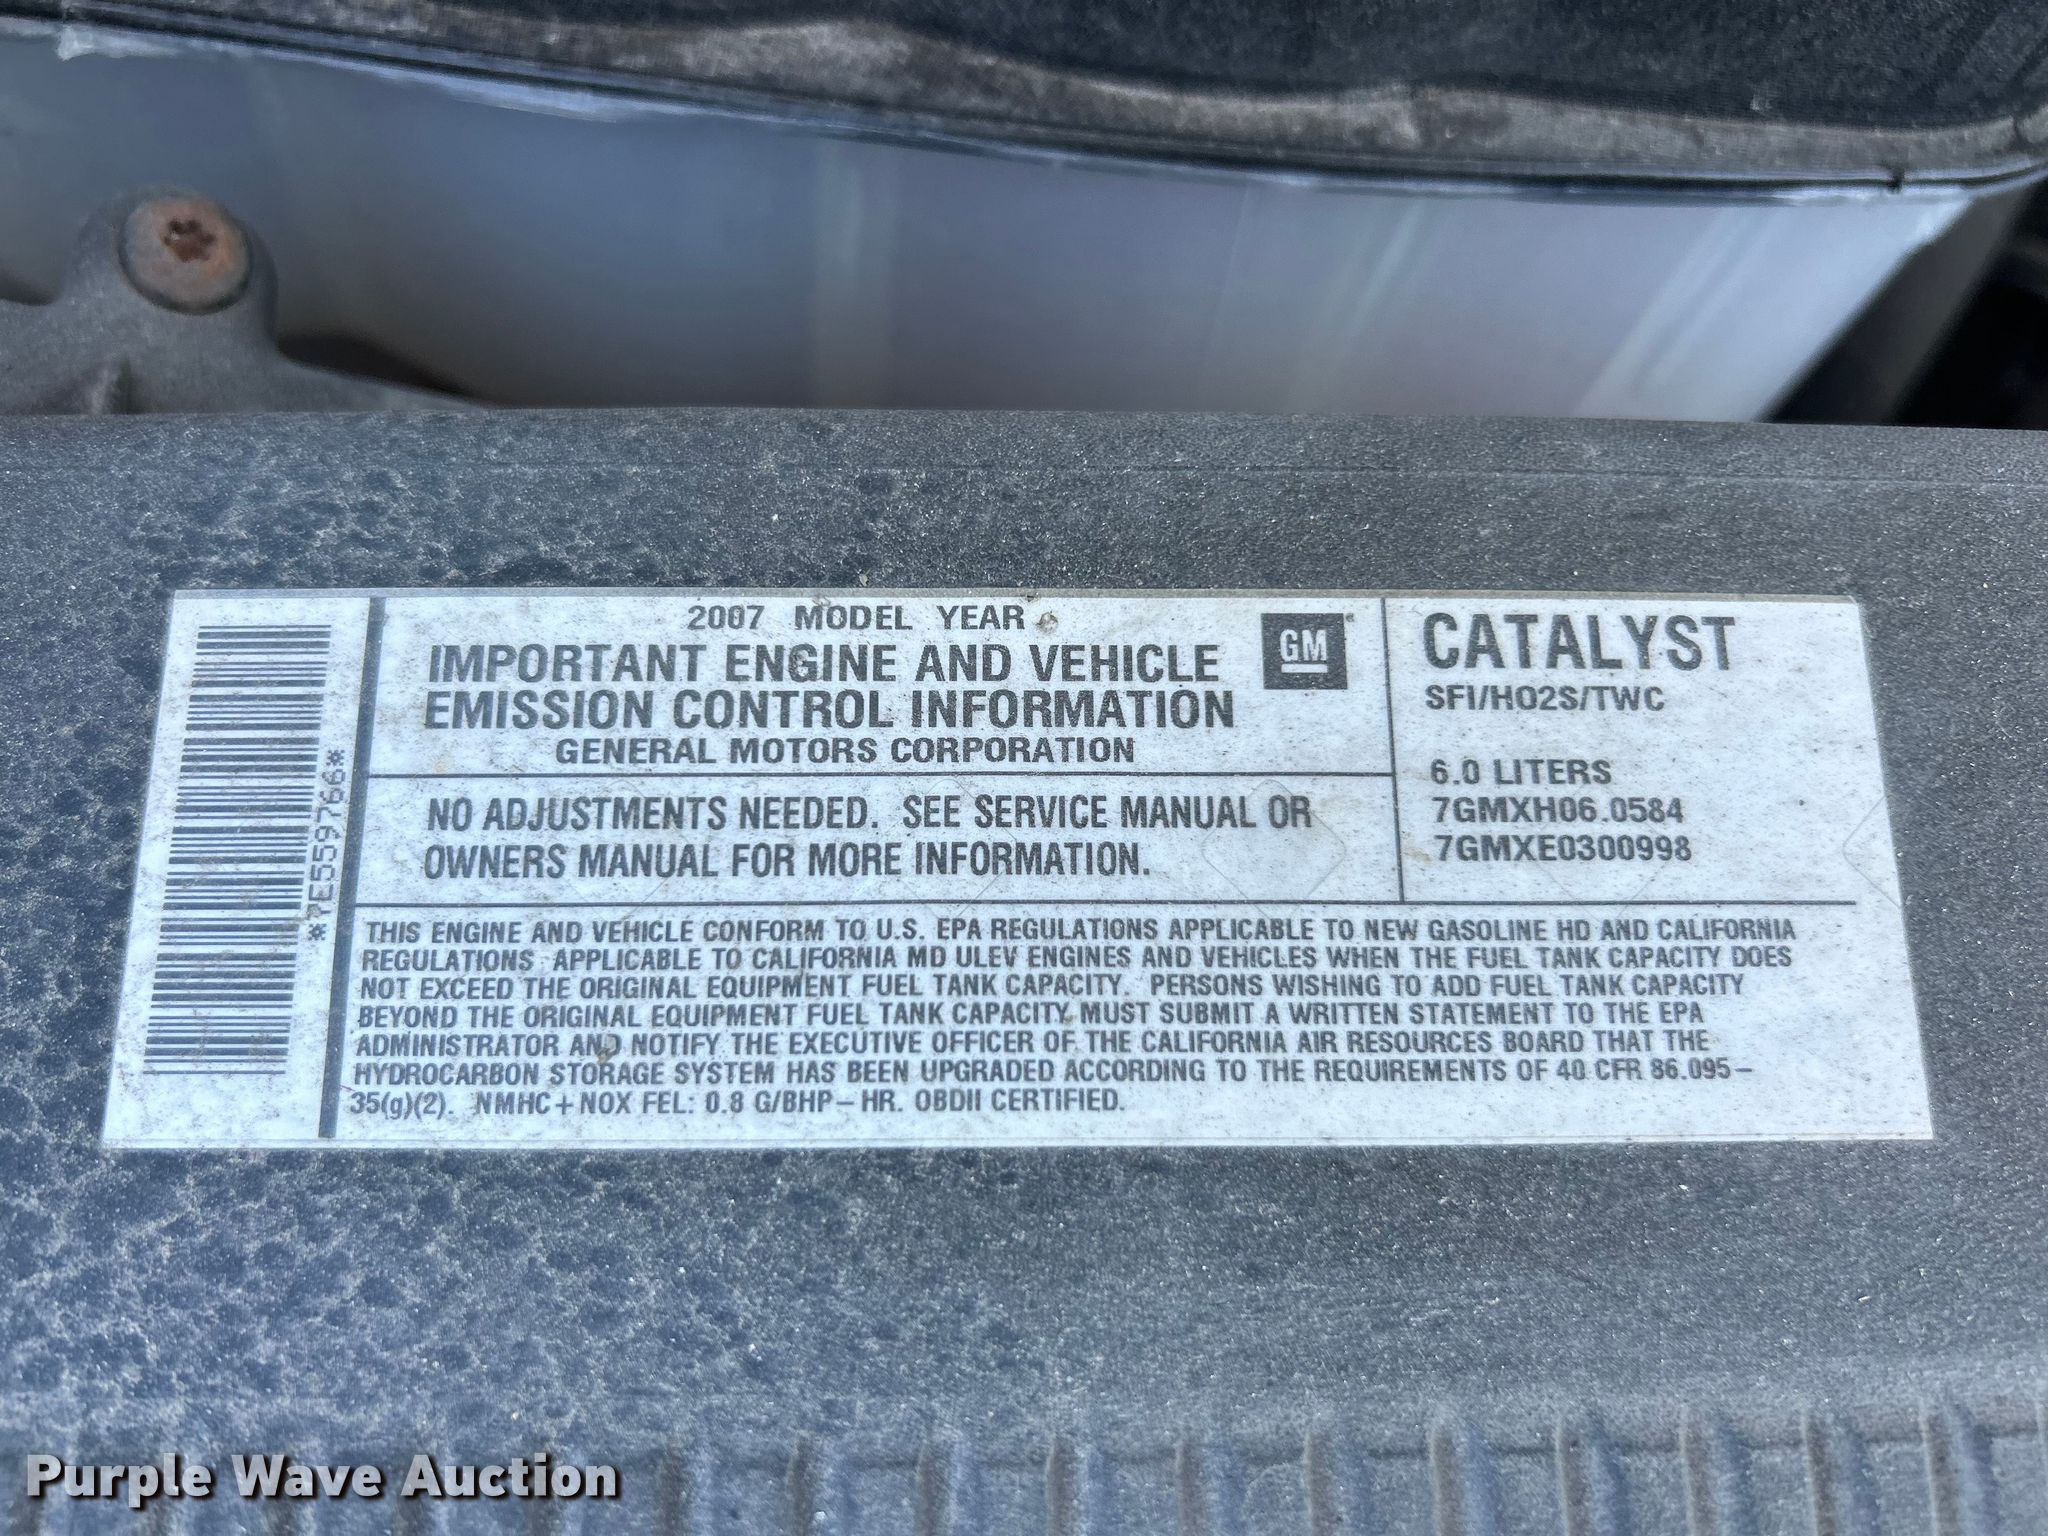 2007 MODEL YEAR
IMPORTANT ENGINE AND VEHICLE
EMISSION CONTROL INFORMATION
GENERAL MOTORS CORPORATION
GM
CATALYST
SFI/HO2S/TWC
6.0 LITERS
7GMXH06.0584
7GMXE0300998
NO ADJUSTMENTS NEEDED. SEE SERVICE MANUAL OR
OWNERS MANUAL FOR MORE INFORMATION.
*7E559766*
THIS ENGINE AND VEHICLE CONFORM TO U.S. EPA REGULATIONS APPLICABLE TO NEW GASOLINE HD AND CALIFORNIA
REGULATIONS APPLICABLE TO CALIFORNIA MD ULEV ENGINES AND VEHICLES WHEN THE FUEL TANK CAPACITY DOES
NOT EXCEED THE ORIGINAL EQUIPMENT FUEL TANK CAPACITY. PERSONS WISHING TO ADD FUEL TANK CAPACITY
BEYOND THE ORIGINAL EQUIPMENT FUEL TANK CAPACITY MUST SUBMIT A WRITTEN STATEMENT TO THE EPA
ADMINISTRATOR AND NOTIFY THE EXECUTIVE OFFICER OF THE CALIFORNIA AIR RESOURCES BOARD THAT THE
HYDROCARBON STORAGE SYSTEM HAS BEEN UPGRADED ACCORDING TO THE REQUIREMENTS OF 40 CFR 86.095-
35(g)(2). NMHC+NOX FEL: 0.8 G/BHP-HR. OBDII CERTIFIED.
Purple Wave Auction